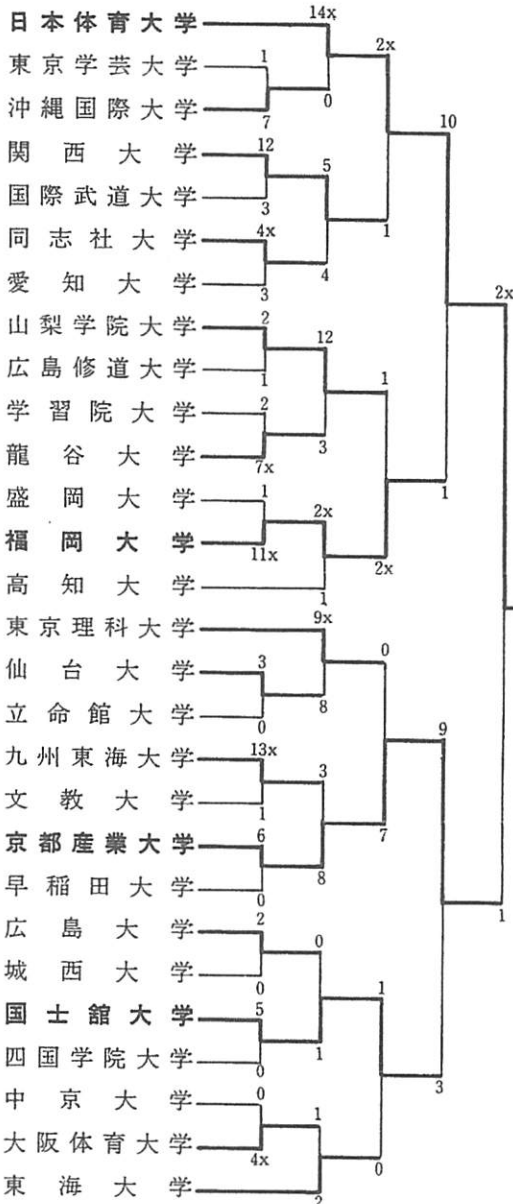 日本体育大学 14x
東京学芸大学 1
沖縄国際大学 7 0 2x
関西大学 12
国際武道大学 3 5 1 10
同志社大学 4x
愛知大学 3 4
山梨学院大学 2
広島修道大学 1 12
学習院大学 2
龍谷大学 7x 3 1
盛岡大学 1
福岡大学 11x 2x 2x 1 2x
高知大学 1
東京理科大学 9x
仙台大学 3
立命館大学 0 8 0
九州東海大学 13x
文教大学 1 3 7 9
京都産業大学 6
早稲田大学 0 8
広島大学 2
城西大学 0 0
国士舘大学 5
四国学院大学 0 1 1
中京大学 0
大阪体育大学 4x 1 0 3 1
東海大学 2